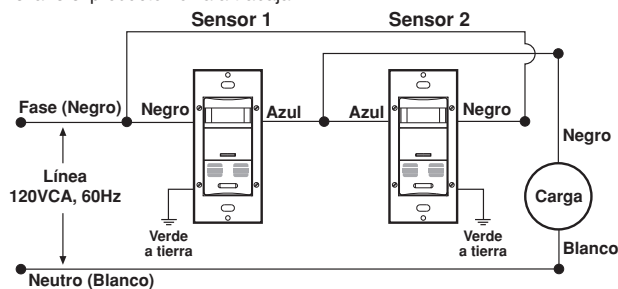 Sensor 1
Sensor 2
Fase (Negro)
Negro
Azul
Azul
Negro
Negro
Línea
120VCA, 60Hz
Carga
Verde
a tierra
Verde
a tierra
Blanco
Neutro (Blanco)